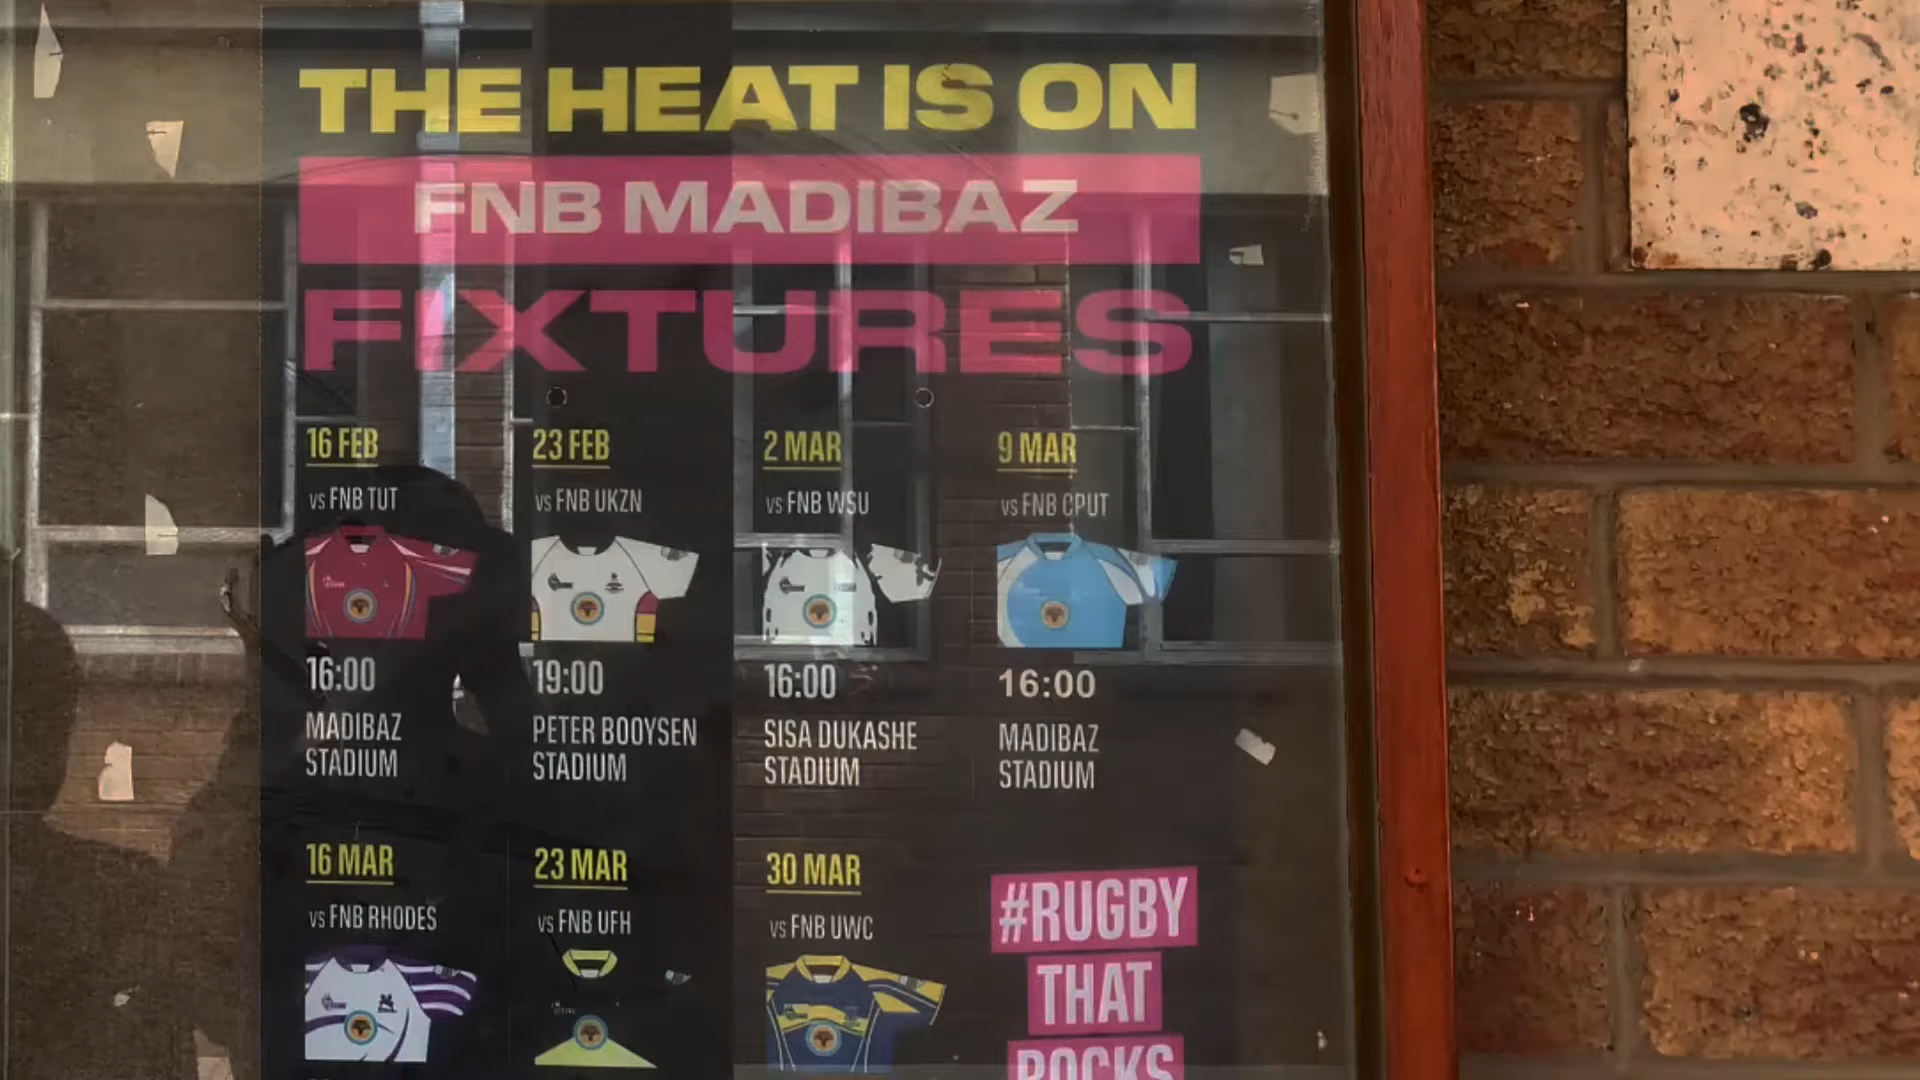 THE HEAT IS ON
FNB MADIBAZ
FIXTURES
16 FEB
vs FNB TUT
16:00
MADIBAZ
STADIUM
23 FEB
vs FNB UKZN
19:00
PETER BOOYSEN
STADIUM
2 MAR
vs FNB WSU
16:00
SISA DUKASHE
STADIUM
9 MAR
vs FNB CPUT
16:00
MADIBAZ
STADIUM
16 MAR
vs FNB RHODES
23 MAR
vs FNB UFH
30 MAR
vs FNB UWC
#RUGBY
THAT
ROCKS